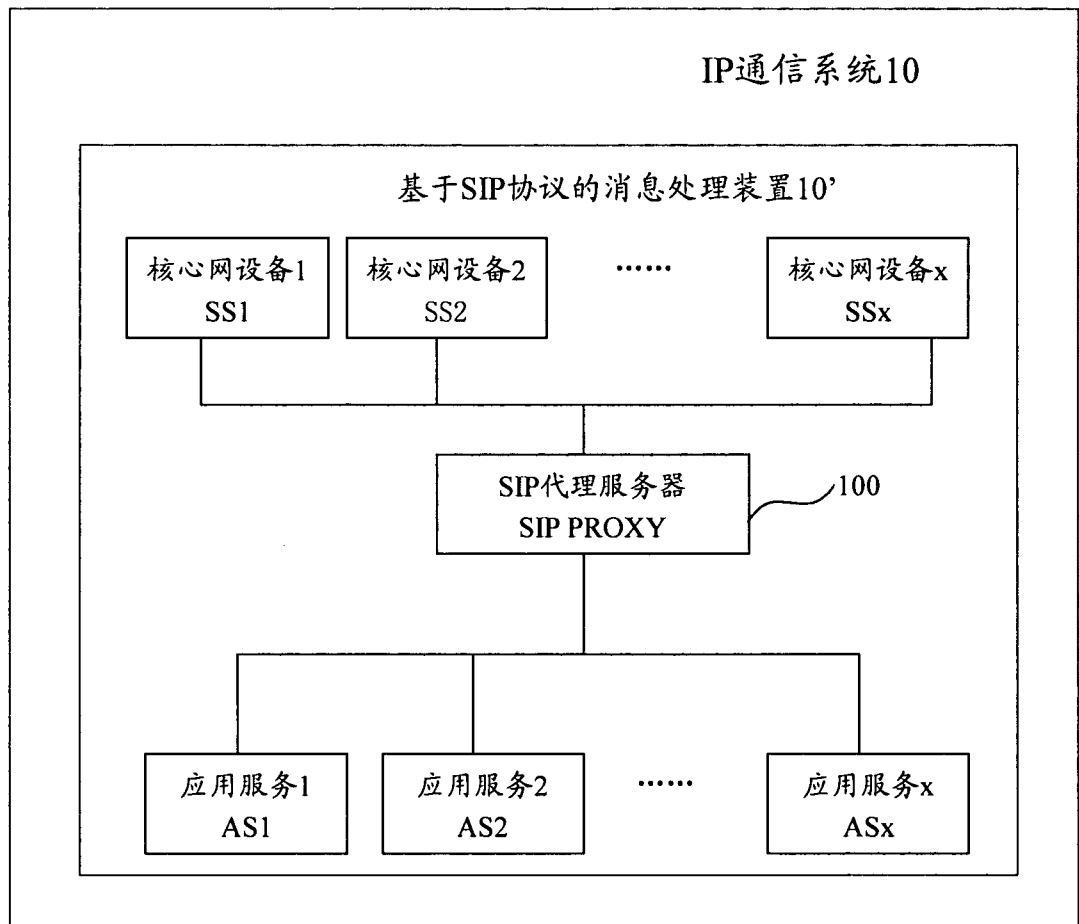 IP通信系统10
基于SIP协议的消息处理装置10’
核心网设备1
SS1
核心网设备2
SS2
……
核心网设备x
SSx
SIP代理服务器
SIP PROXY
100
应用服务1
AS1
应用服务2
AS2
……
应用服务x
ASx